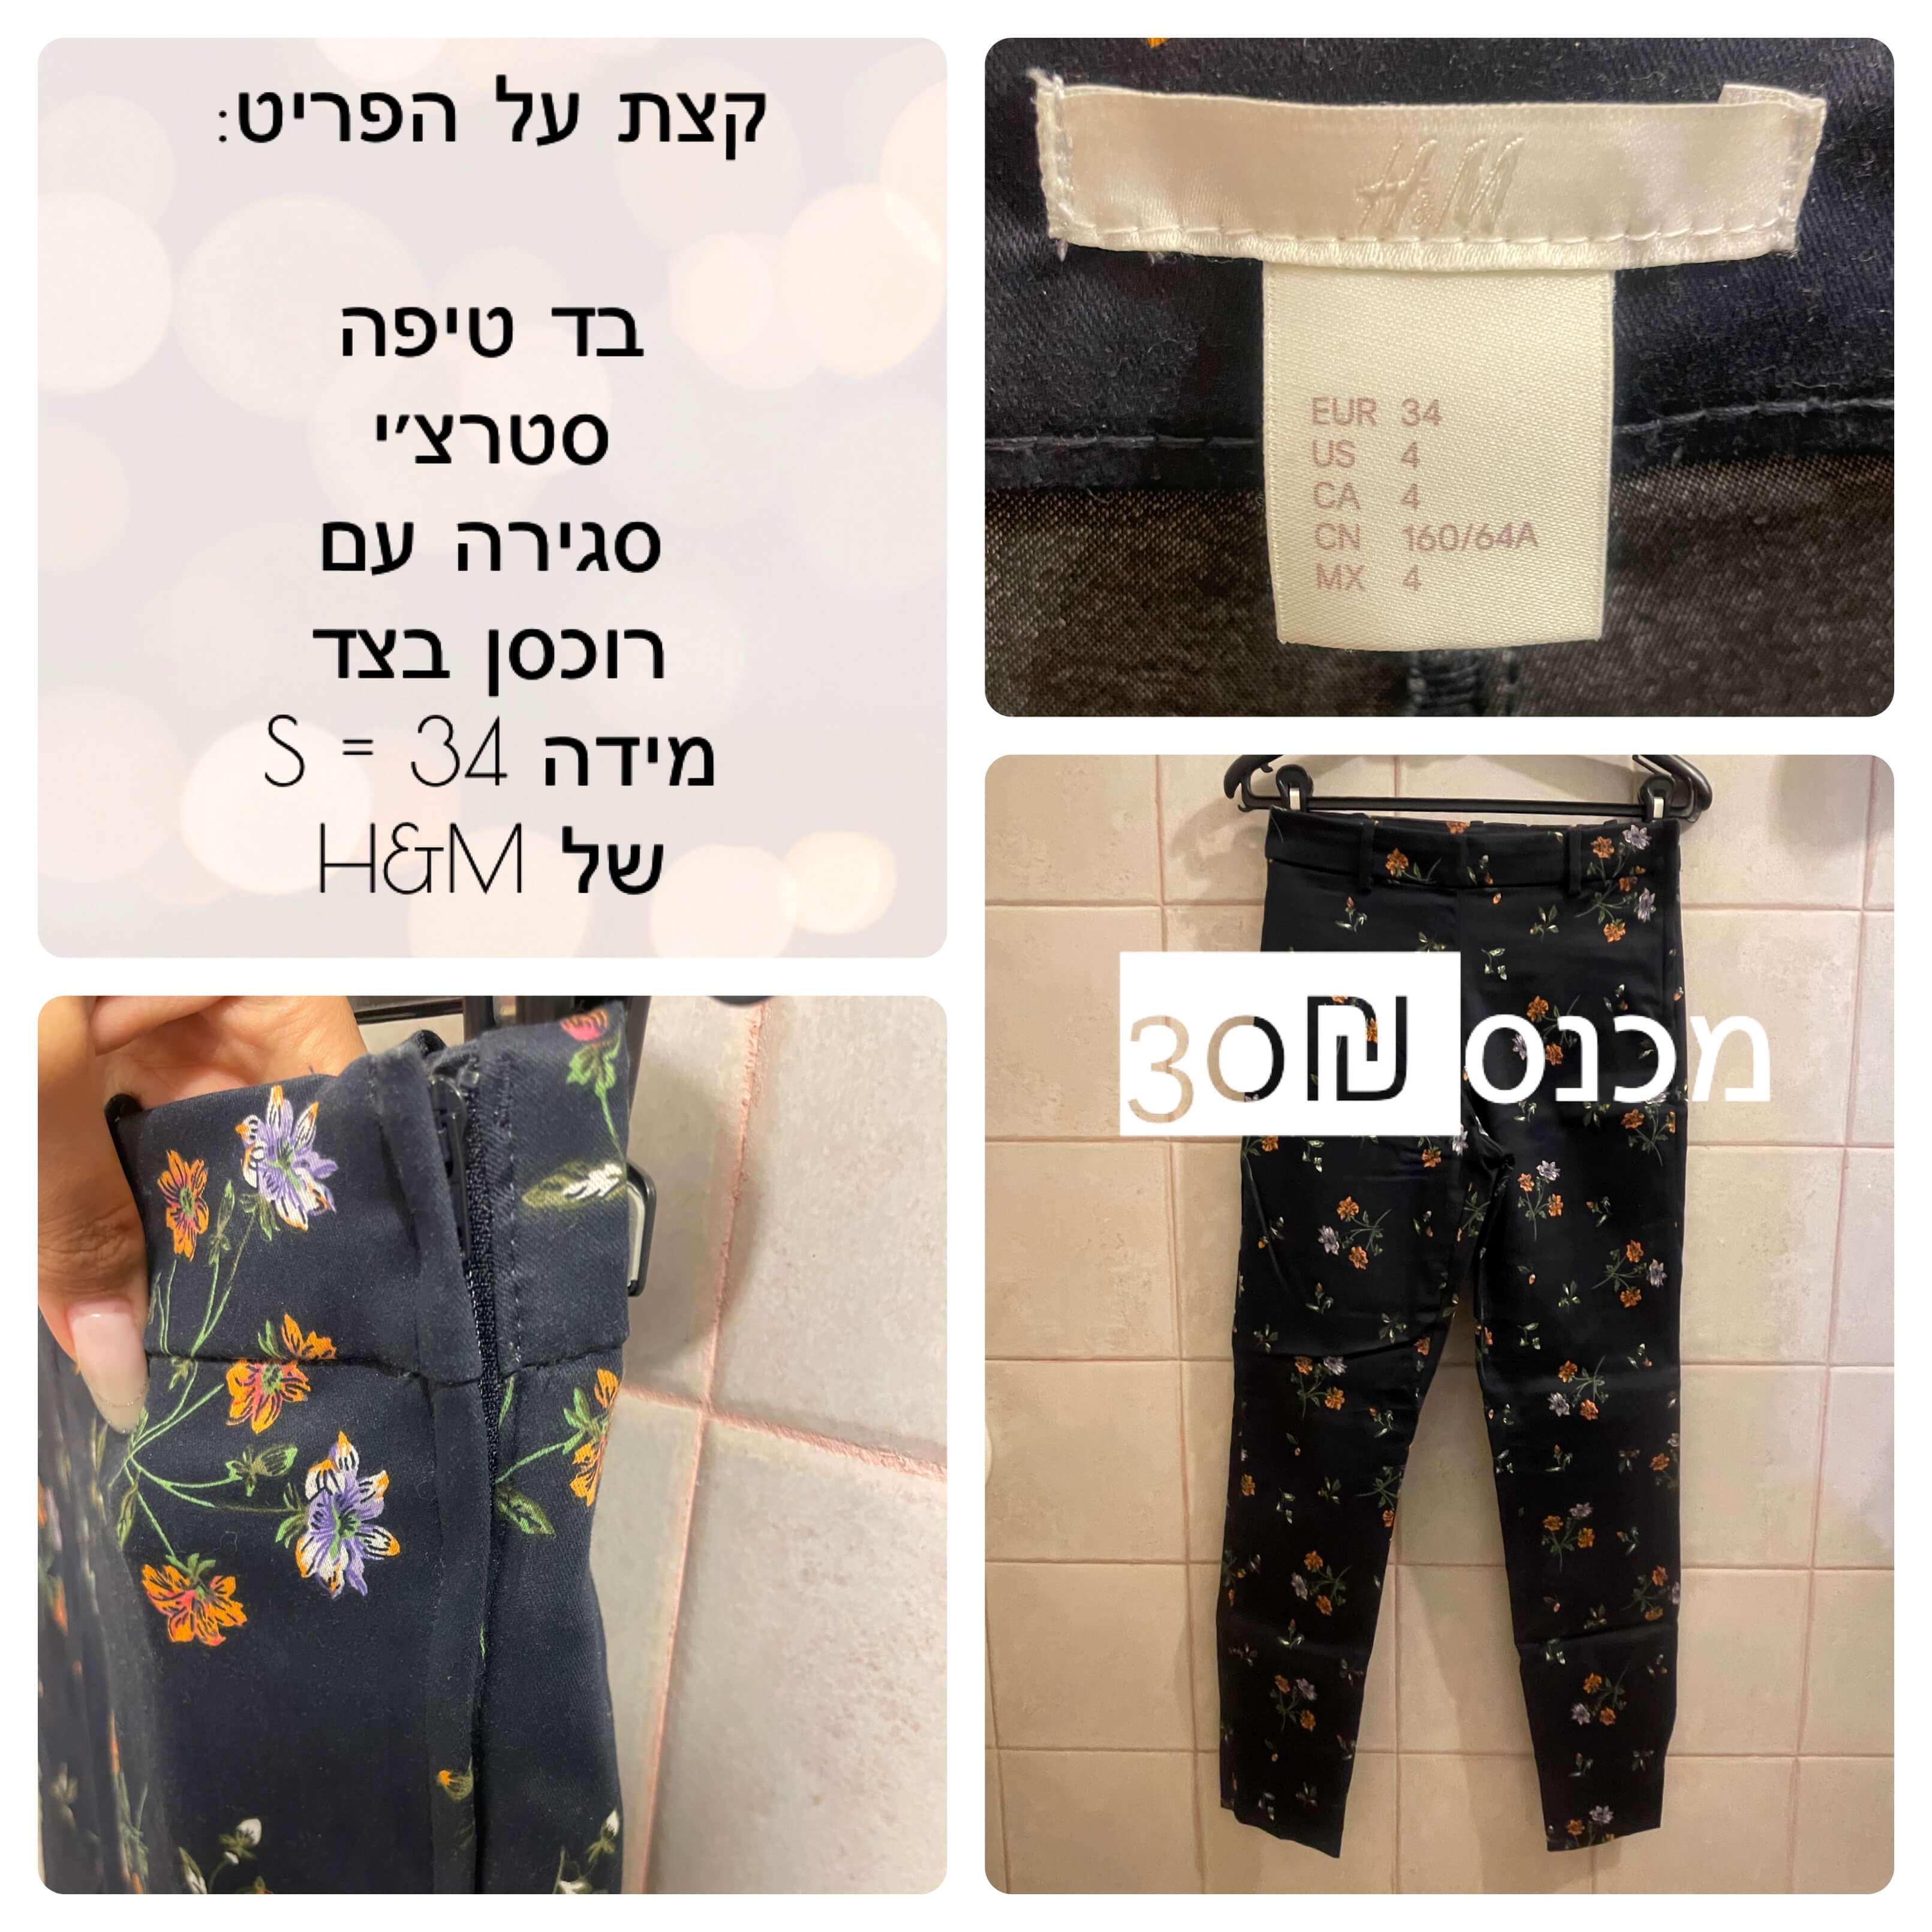 קצת על הפריט:
בד טיפה
סטרצ׳י
סגירה עם
רוכסן בצד
מידה 34 = S
של H&M
H&M
EUR 34
US 4
CA 4
CN 160/64A
MX 4
מכנס ₪30